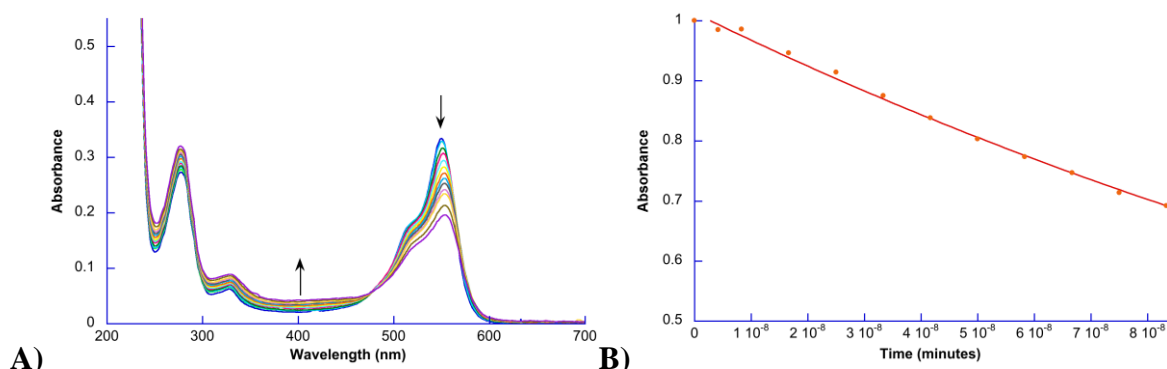 0.5
0.4
0.3
0.2
0.1
0
Absorbance
200 300 400 500 600 700
Wavelength (nm)
A)
1
0.9
0.8
0.7
0.6
0.5
Absorbance
0 1 10⁻⁸ 2 10⁻⁸ 3 10⁻⁸ 4 10⁻⁸ 5 10⁻⁸ 6 10⁻⁸ 7 10⁻⁸ 8 10⁻⁸
Time (minutes)
B)